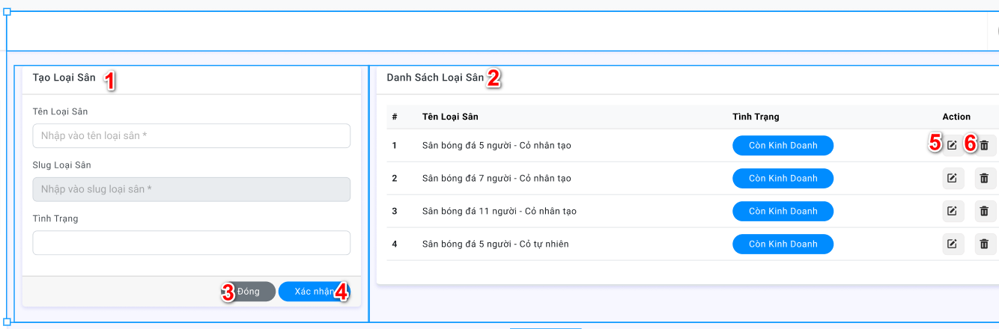 Tạo Loại Sân 1
Tên Loại Sân
Nhập vào tên loại sân *
Slug Loại Sân
Nhập vào slug loại sân *
Tình Trạng
3 Đóng
Xác nhận 4
Danh Sách Loại Sân 2
# Tên Loại Sân Tình Trạng Action
1 Sân bóng đá 5 người - Cỏ nhân tạo Còn Kinh Doanh 5 6
2 Sân bóng đá 7 người - Cỏ nhân tạo Còn Kinh Doanh
3 Sân bóng đá 11 người - Cỏ nhân tạo Còn Kinh Doanh
4 Sân bóng đá 5 người - Cỏ tự nhiên Còn Kinh Doanh